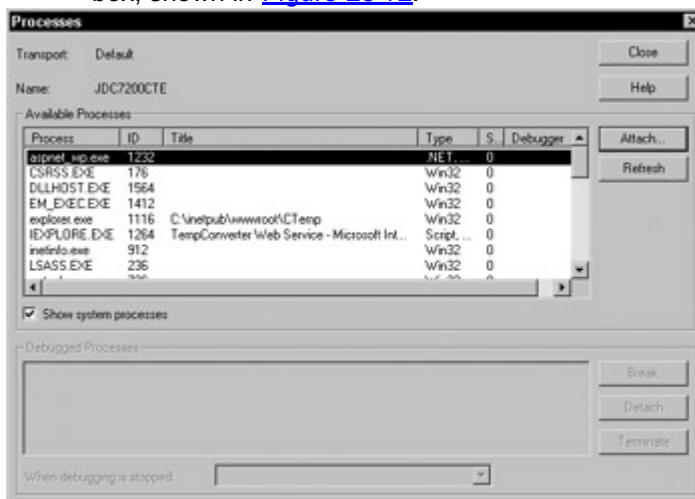 box, shown in Figure 28-12.
Processes
Transport: Default Close
Name: JDC7200CTE Help
Available Processes
Process ID Title Type S. Debugger Attach...
aspnet_wp.exe 1232 .NET... 0 Refresh
CSRSS.EXE 176 Win32 0
DLLHOST.EXE 1564 Win32 0
EM_EXEC.EXE 1412 Win32 0
explorer.exe 1116 C:\inetpub\wwwroot\CTemp Win32 0
IEXPLORE.EXE 1264 TempConverter Web Service - Microsoft Int... Script, ... 0
inetinfo.exe 912 Win32 0
LSASS.EXE 236 Win32 0
Show system processes
Debugged Processes
Break
Detach
Terminate
When debugging is stopped